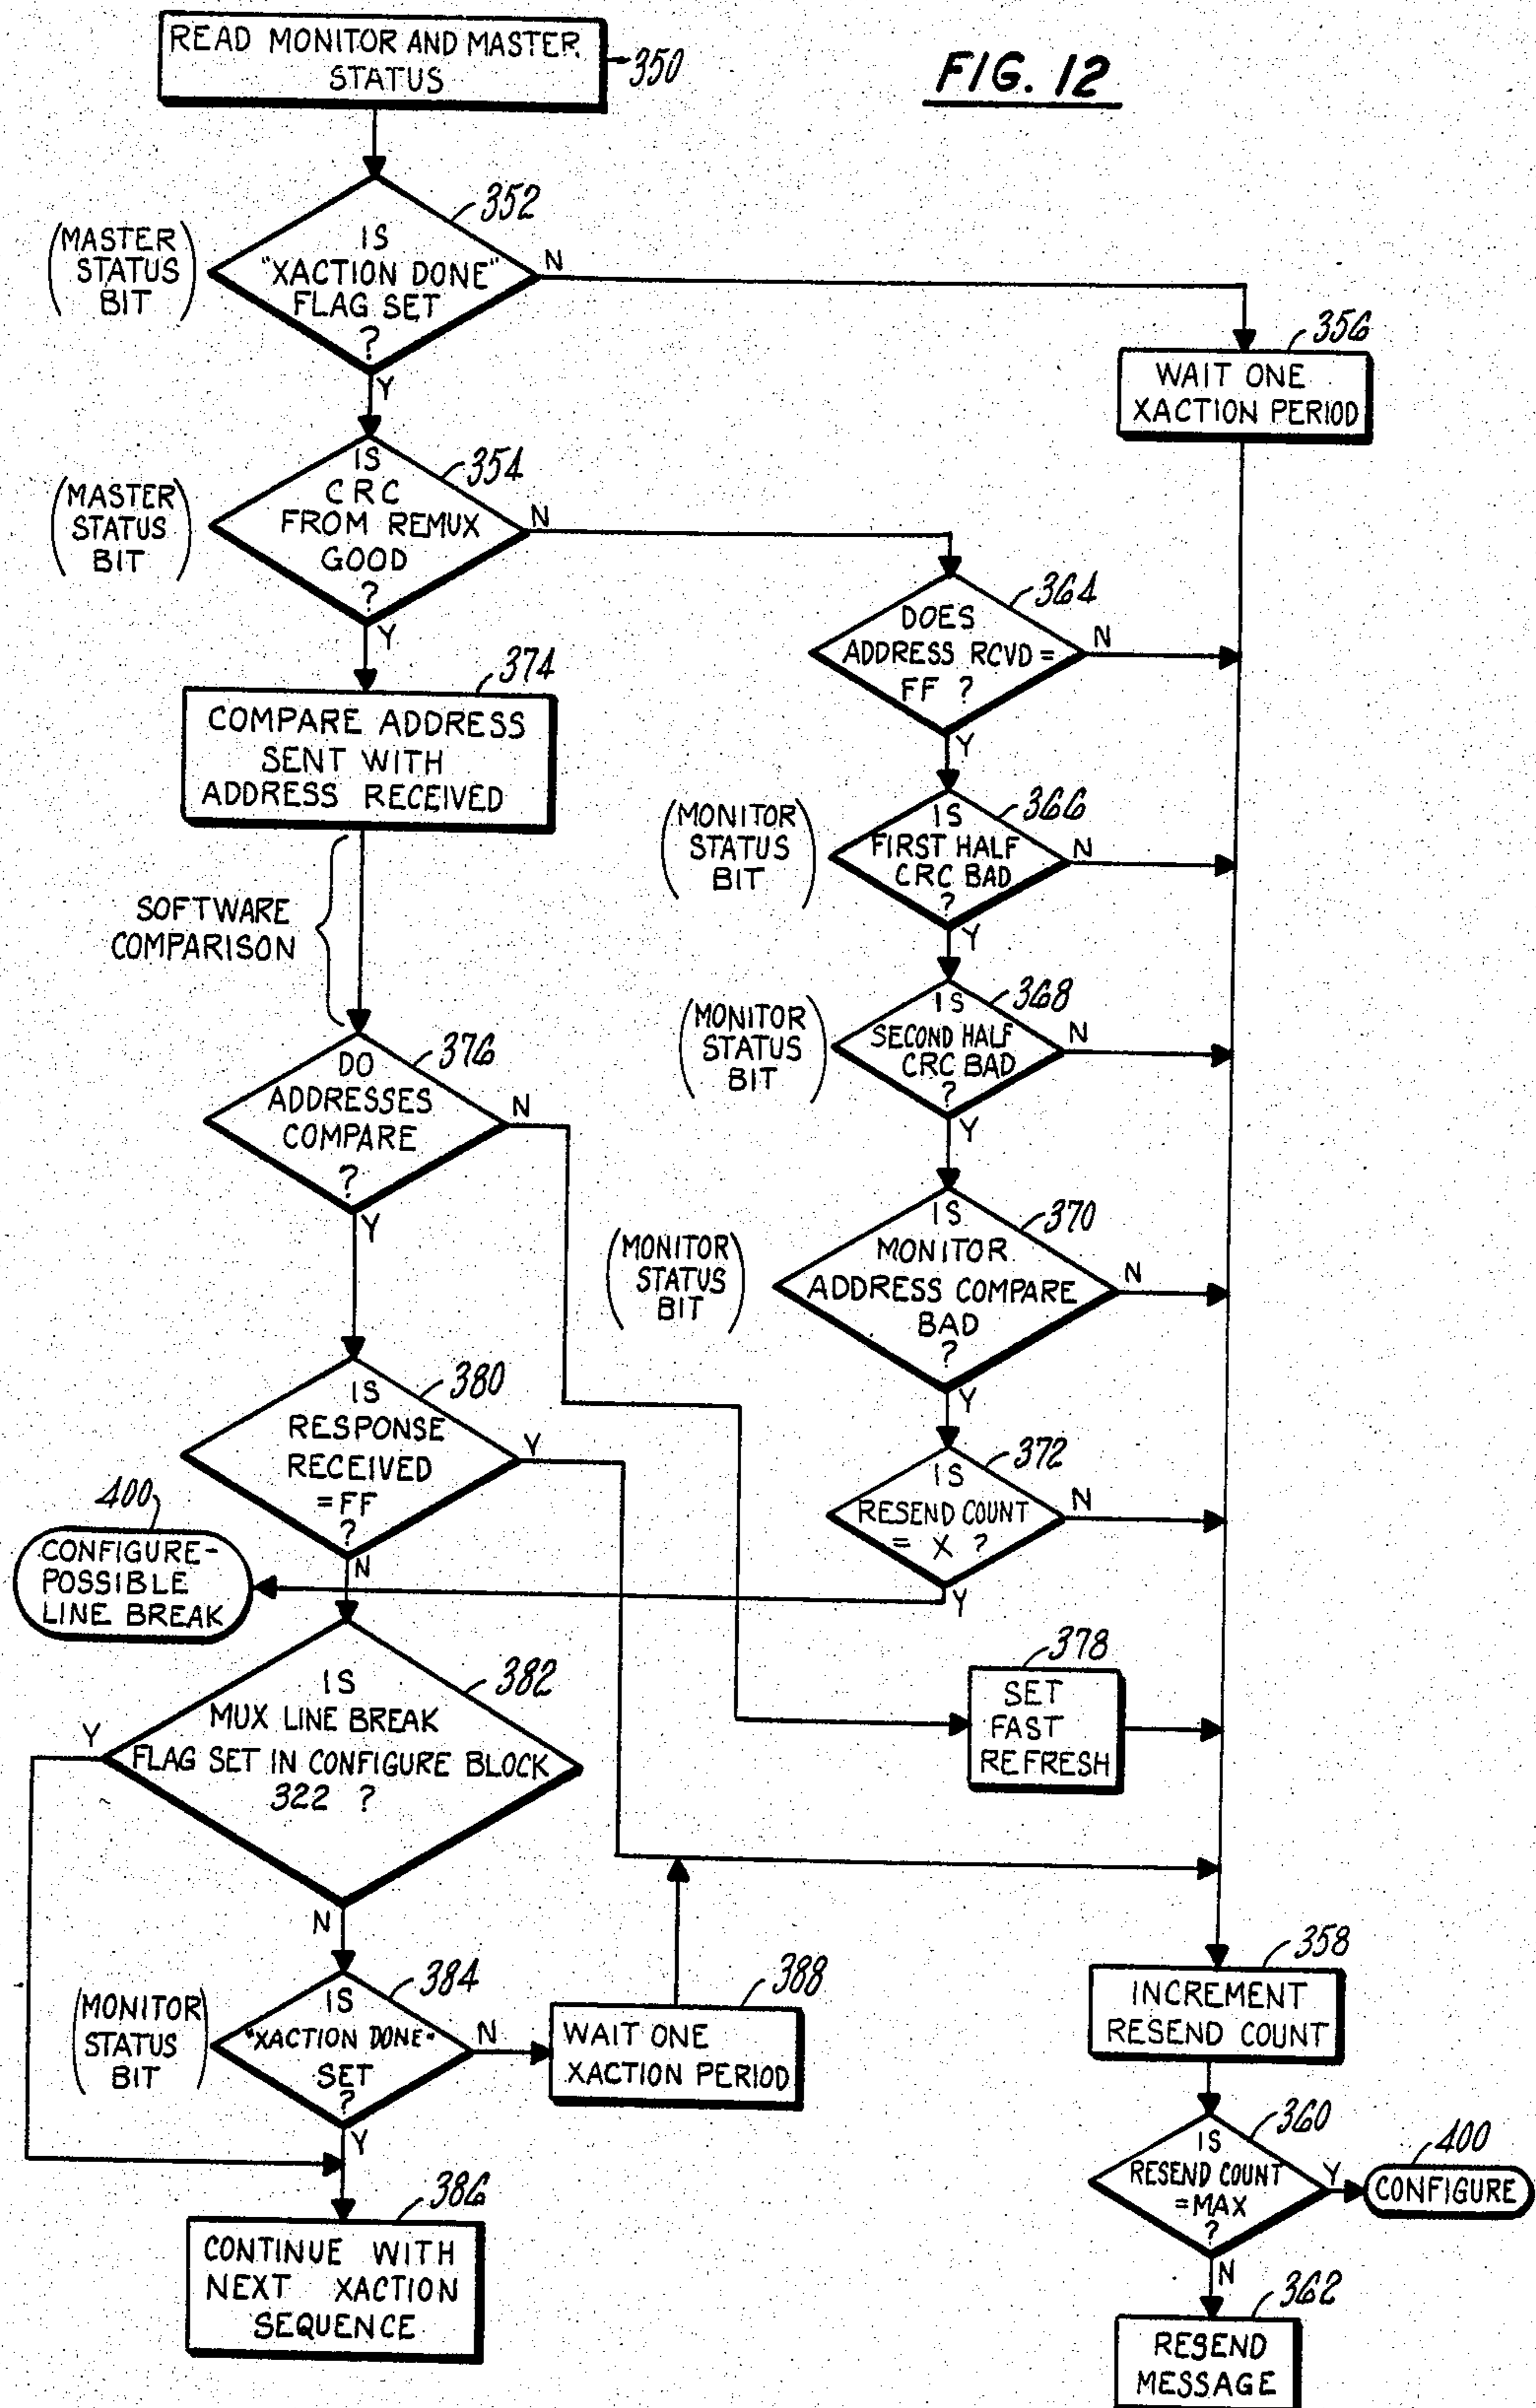 READ MONITOR AND MASTER
STATUS
350
FIG. 12
352
(MASTER
STATUS
BIT)
IS
"XACTION DONE"
FLAG SET
?
N
Y
356
WAIT ONE
XACTION PERIOD
354
(MASTER
STATUS
BIT)
IS
CRC
FROM REMUX
GOOD
?
N
Y
364
DOES
ADDRESS RCVD =
FF ?
N
Y
374
COMPARE ADDRESS
SENT WITH
ADDRESS RECEIVED
366
(MONITOR
STATUS
BIT)
IS
FIRST HALF
CRC BAD
?
N
Y
SOFTWARE
COMPARISON
368
(MONITOR
STATUS
BIT)
IS
SECOND HALF
CRC BAD
?
N
Y
376
DO
ADDRESSES
COMPARE
?
N
Y
370
(MONITOR
STATUS
BIT)
IS
MONITOR
ADDRESS COMPARE
BAD
?
N
Y
380
IS
RESPONSE
RECEIVED
=FF
?
Y
N
372
IS
RESEND COUNT
= X ?
N
Y
400
CONFIGURE-
POSSIBLE
LINE BREAK
382
IS
MUX LINE BREAK
FLAG SET IN CONFIGURE BLOCK
322 ?
Y
N
378
SET
FAST
REFRESH
384
(MONITOR
STATUS
BIT)
IS
"XACTION DONE"
SET
?
N
Y
388
WAIT ONE
XACTION PERIOD
358
INCREMENT
RESEND COUNT
360
IS
RESEND COUNT
=MAX
?
Y
N
400
CONFIGURE
386
CONTINUE WITH
NEXT XACTION
SEQUENCE
362
RESEND
MESSAGE